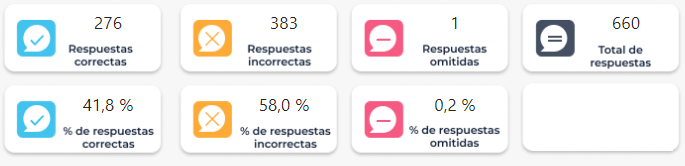 276
Respuestas
correctas
383
Respuestas
incorrectas
1
Respuestas
omitidas
660
Total de
respuestas
41,8 %
% de respuestas
correctas
58,0 %
% de respuestas
incorrectas
0,2 %
% de respuestas
omitidas